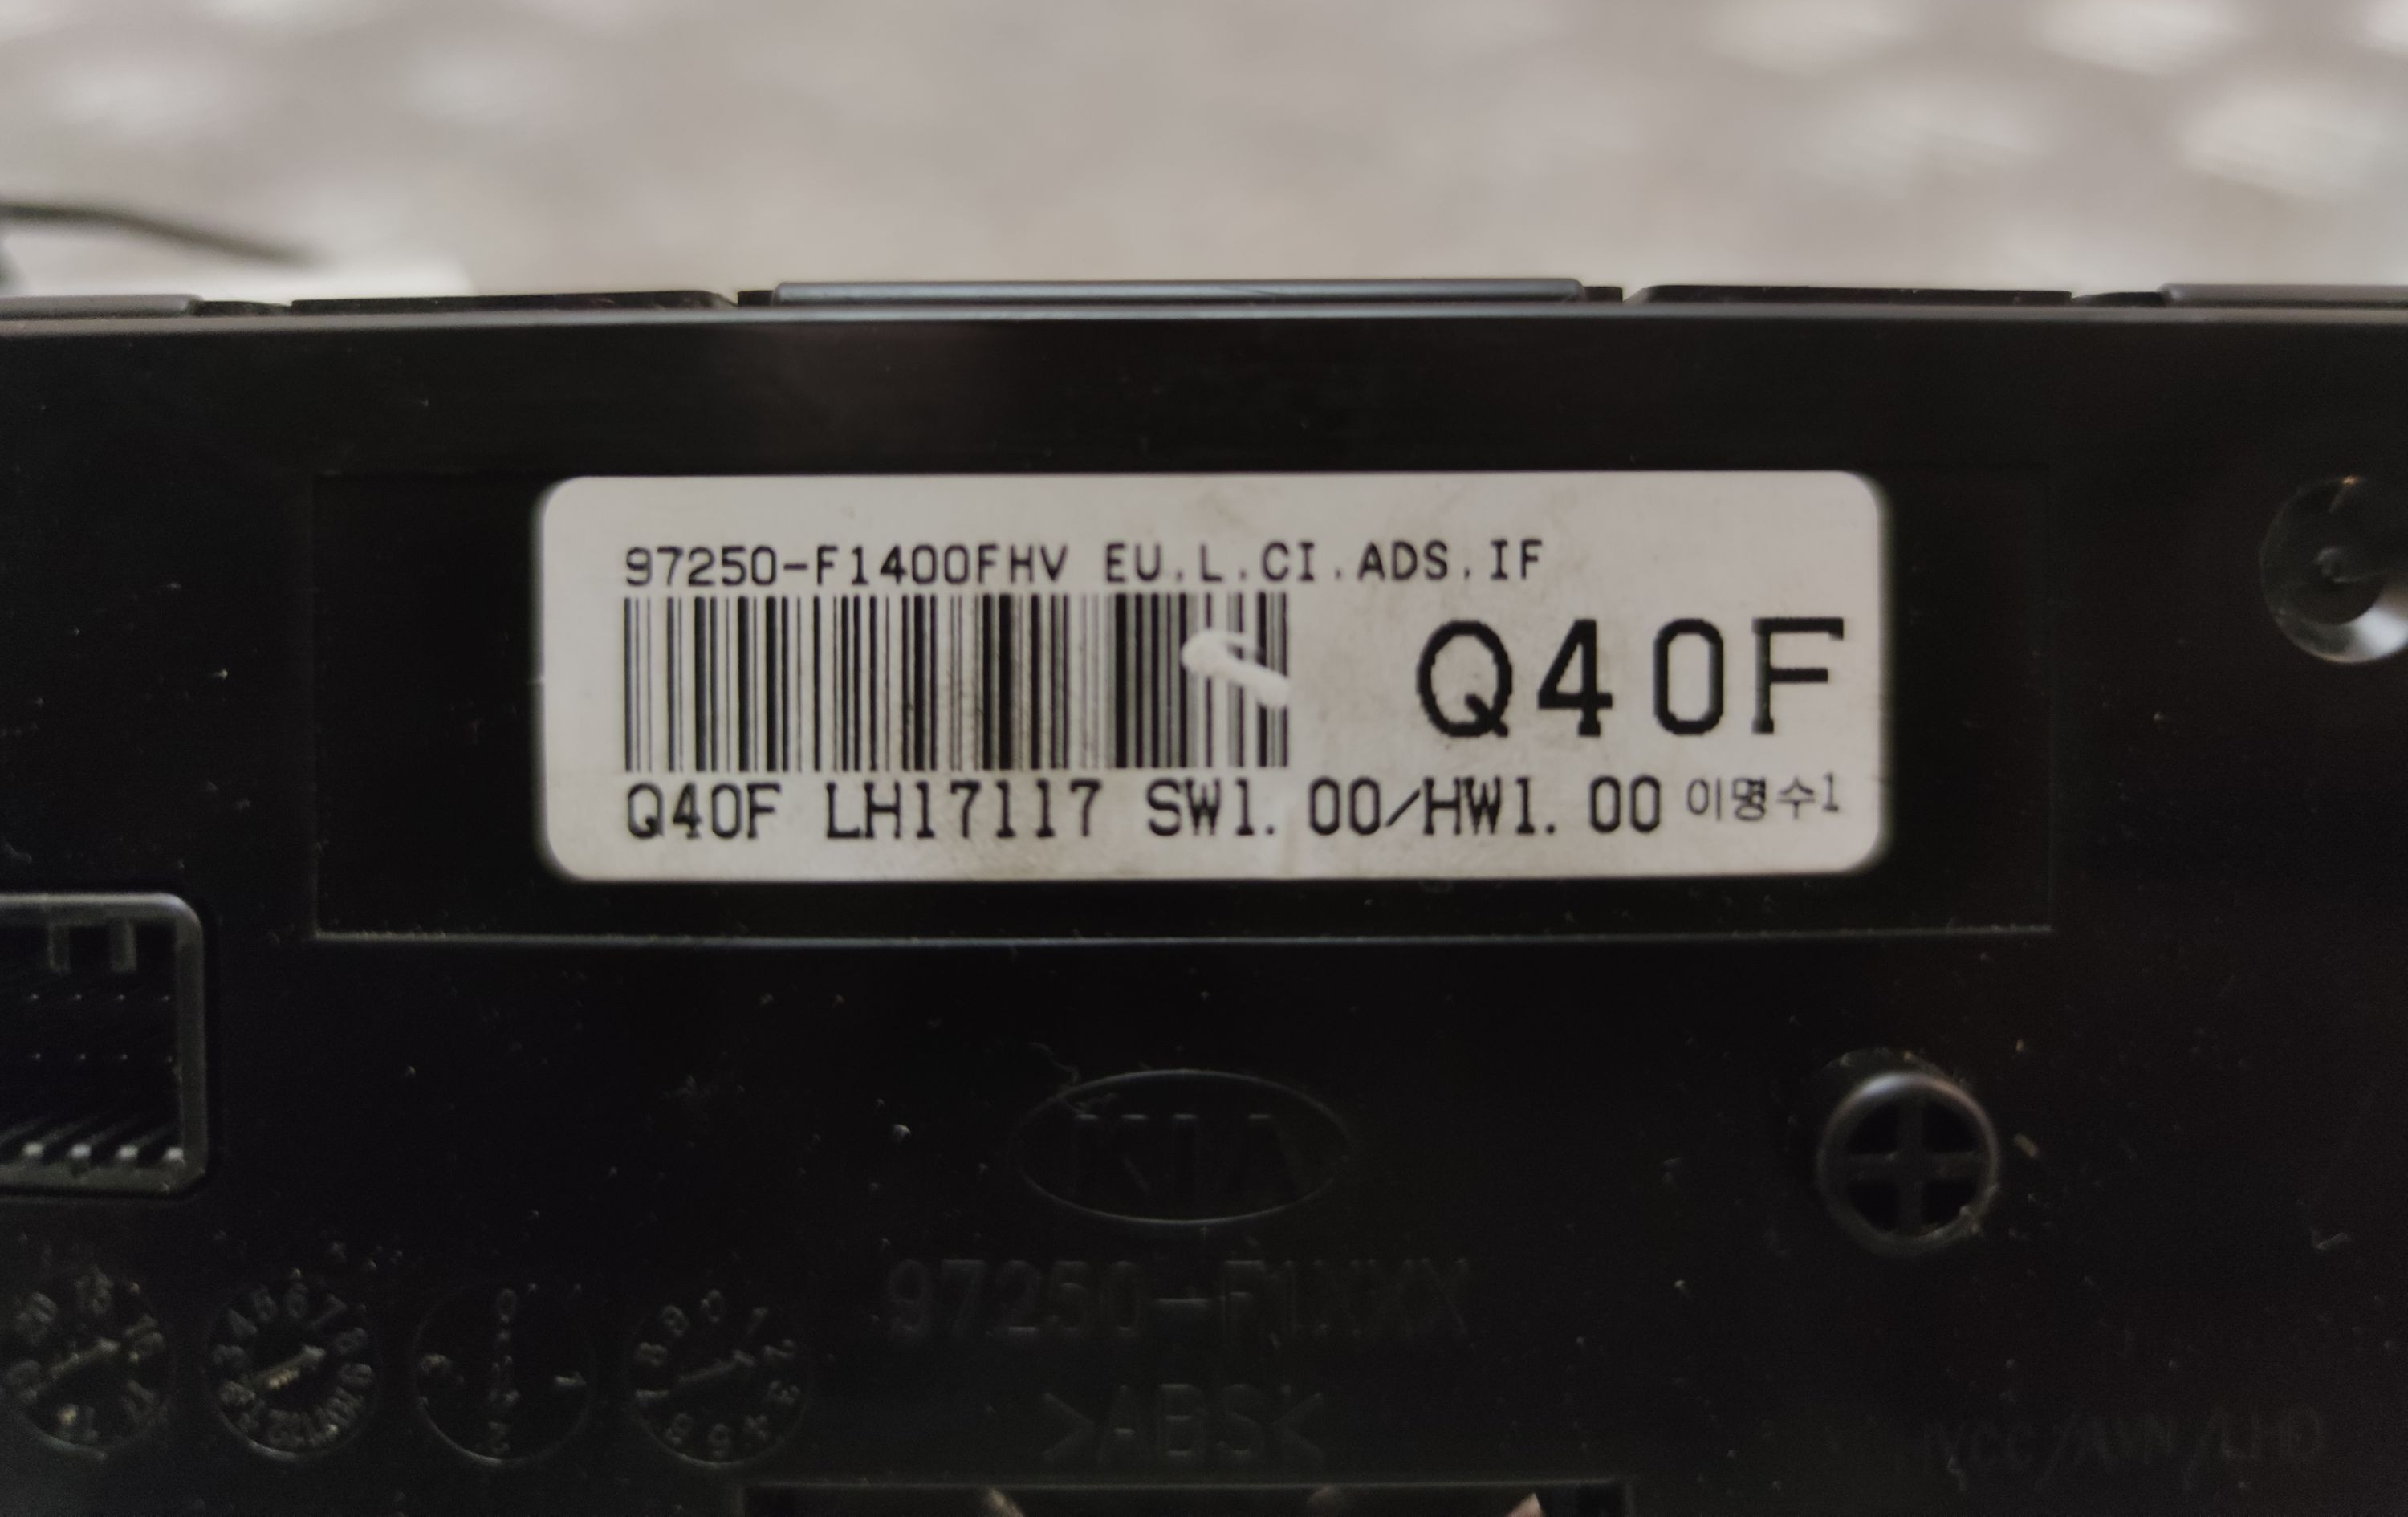 97250-F1400FHV EU.L.CI.ADS.IF
Q40F
Q40F LH17117 SW1.00/HW1.00 이명수1
KIA
97250-F1XXX
>ABS<